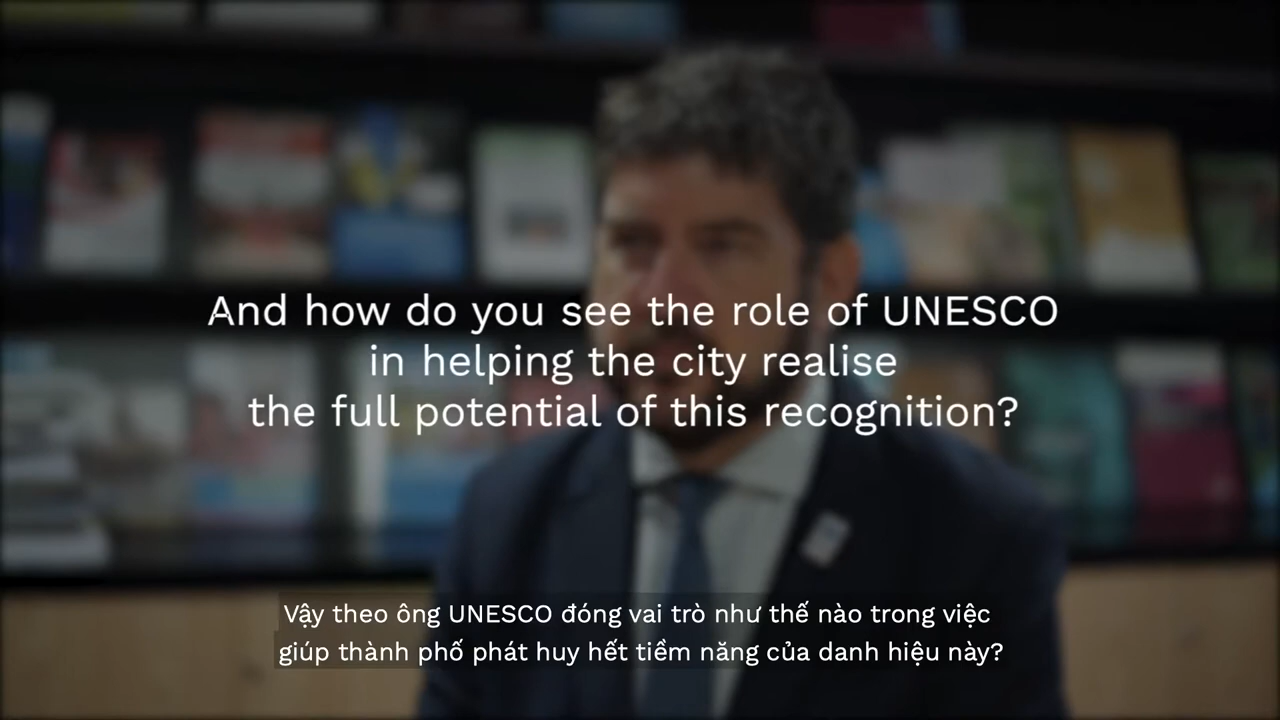 And how do you see the role of UNESCO
in helping the city realise
the full potential of this recognition?
Vậy theo ông UNESCO đóng vai trò như thế nào trong việc
giúp thành phố phát huy hết tiềm năng của danh hiệu này?